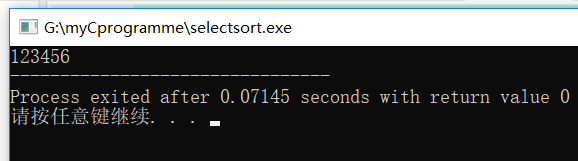 G:\myCprogramme\selectsort.exe
123456
--------------------------------
Process exited after 0.07145 seconds with return value 0
请按任意键继续. . .